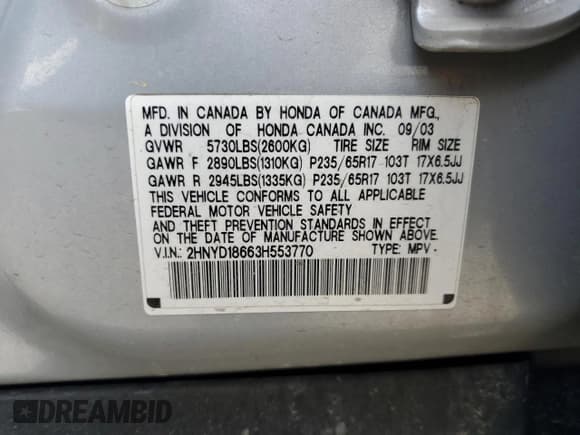 MFD. IN CANADA BY HONDA OF CANADA MFG.,
A DIVISION OF HONDA CANADA INC. 09/03
GVWR 5730LBS(2600KG) TIRE SIZE RIM SIZE
GAWR F 2890LBS(1310KG) P235/65R17 103T 17X6.5JJ
GAWR R 2945LBS(1335KG) P235/65R17 103T 17X6.5JJ
THIS VEHICLE CONFORMS TO ALL APPLICABLE
FEDERAL MOTOR VEHICLE SAFETY
AND THEFT PREVENTION STANDARDS IN EFFECT
ON THE DATE OF MANUFACTURE SHOWN ABOVE.
V.I.N.: 2HNYD18663H553770 TYPE: MPV -
DREAMBID